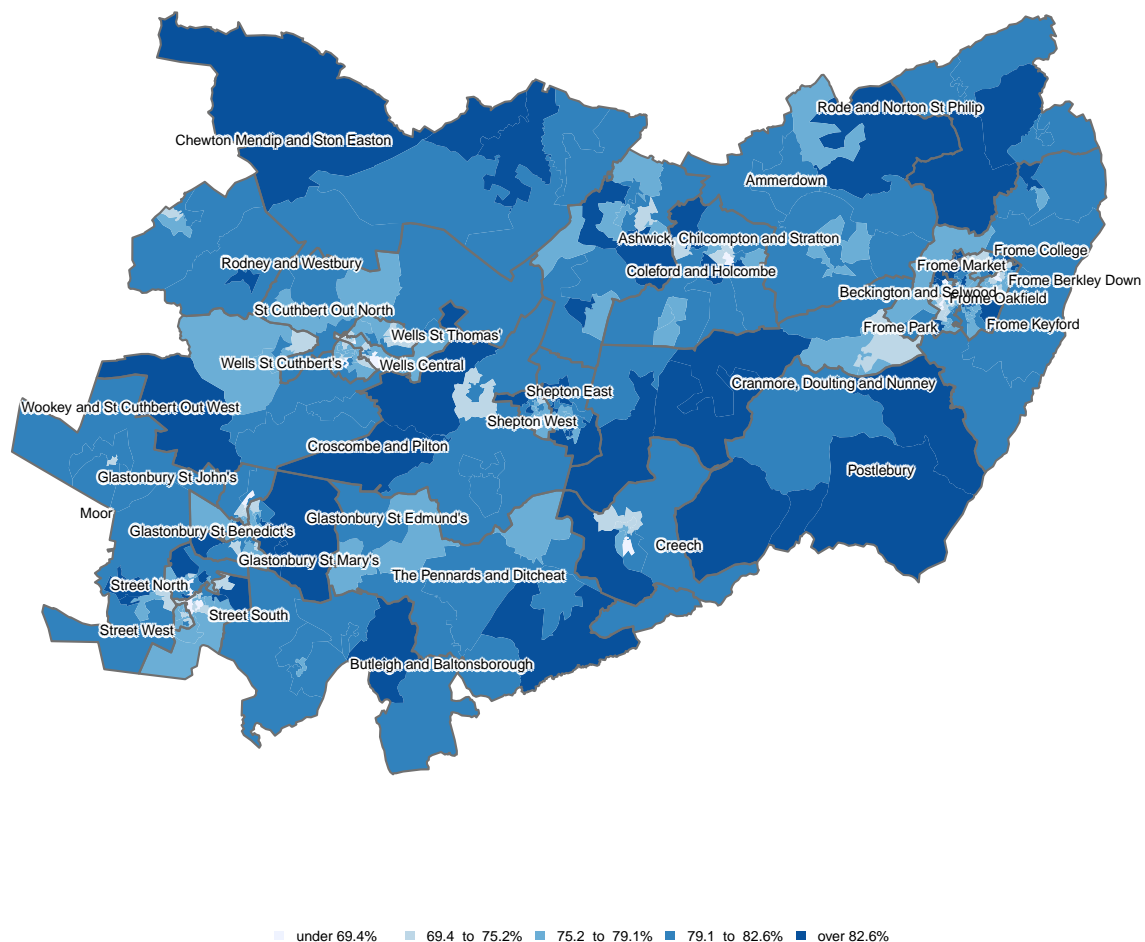 Rode and Norton St Philip
Chewton Mendip and Ston Easton
Ammerdown
Ashwick, Chilcompton and Stratton
Frome College
Rodney and Westbury
Frome Market
Coleford and Holcombe
Frome Berkley Down
Beckington and Selwood
Frome Oakfield
St Cuthbert Out North
Frome Keyford
Frome Park
Wells St Thomas'
Wells St Cuthbert's
Wells Central
Cranmore, Doulting and Nunney
Shepton East
Wookey and St Cuthbert Out West
Shepton West
Croscombe and Pilton
Postlebury
Glastonbury St John's
Moor
Glastonbury St Edmund's
Glastonbury St Benedict's
Creech
Glastonbury St Mary's
The Pennards and Ditcheat
Street North
Street South
Street West
Butleigh and Baltonsborough
under 69.4% 69.4 to 75.2% 75.2 to 79.1% 79.1 to 82.6% over 82.6%